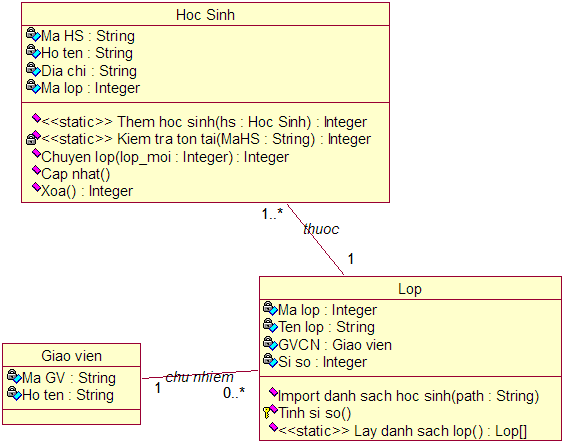 Hoc Sinh
Ma HS : String
Ho ten : String
Dia chi : String
Ma lop : Integer
<<static>> Them hoc sinh(hs : Hoc Sinh) : Integer
<<static>> Kiem tra ton tai(MaHS : String) : Integer
Chuyen lop(lop_moi : Integer) : Integer
Cap nhat()
Xoa() : Integer
1..*
thuoc
1
Lop
Ma lop : Integer
Ten lop : String
GVCN : Giao vien
Si so : Integer
Import danh sach hoc sinh(path : String)
Tinh si so()
<<static>> Lay danh sach lop() : Lop[]
Giao vien
Ma GV : String
Ho ten : String
1
chu nhiem
0..*